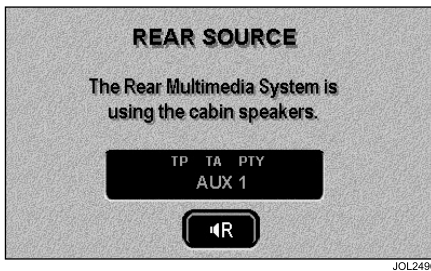 REAR SOURCE
The Rear Multimedia System is
using the cabin speakers.
TP TA PTY
AUX 1
R
JOL249